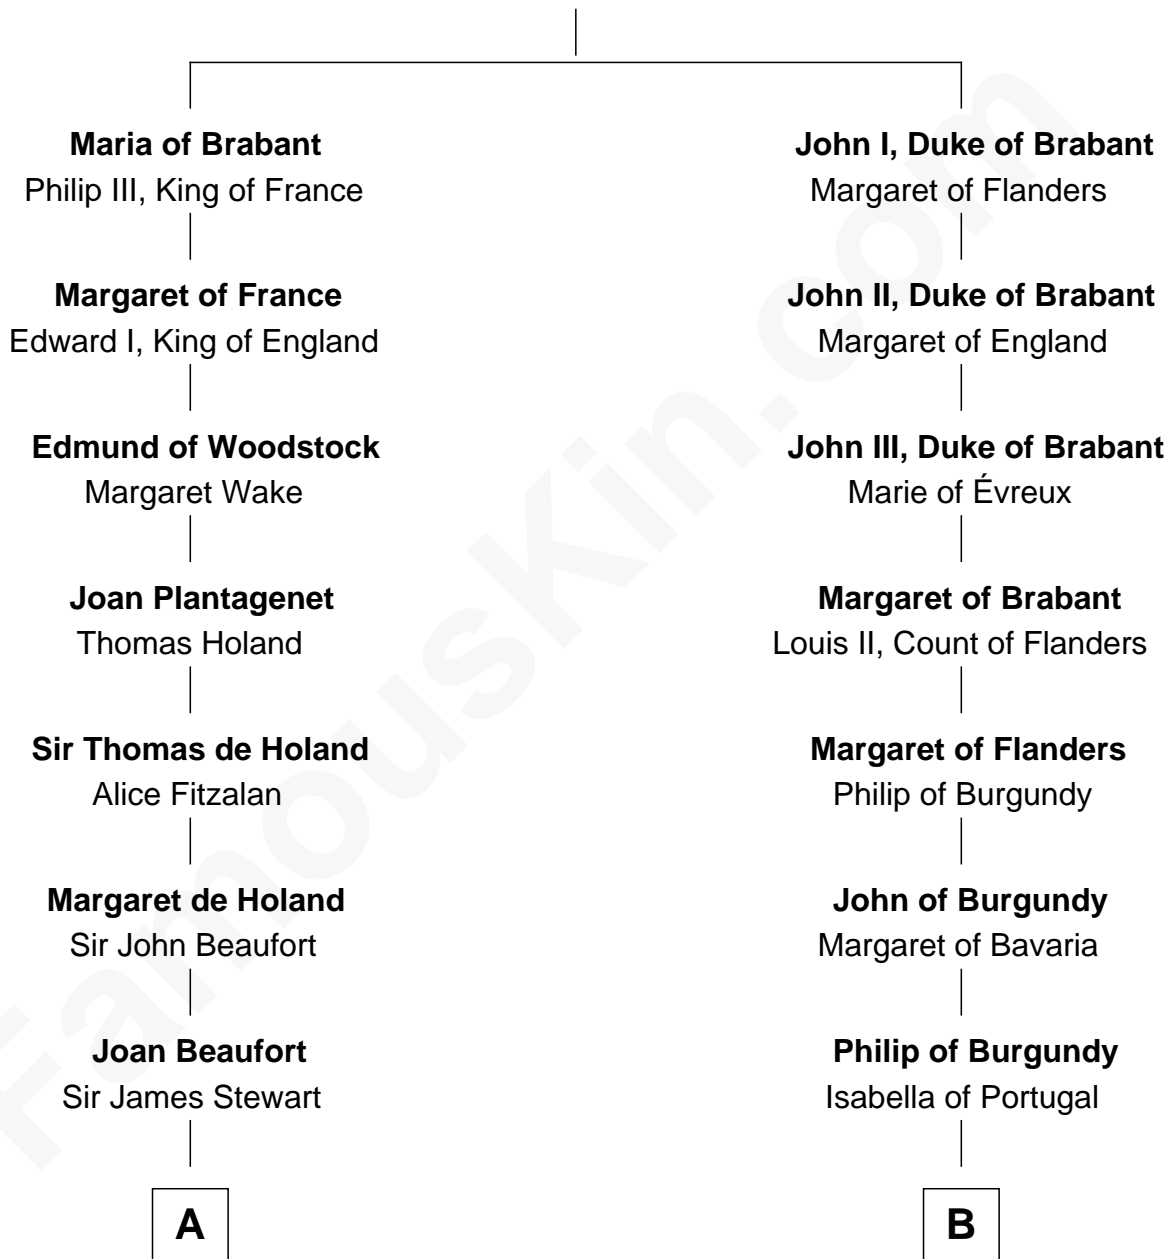 Maria of Brabant
Philip III, King of France
Margaret of France
Edward I, King of England
Edmund of Woodstock
Margaret Wake
Joan Plantagenet
Thomas Holand
Sir Thomas de Holand
Alice Fitzalan
Margaret de Holand
Sir John Beaufort
Joan Beaufort
Sir James Stewart
A
John I, Duke of Brabant
Margaret of Flanders
John II, Duke of Brabant
Margaret of England
John III, Duke of Brabant
Marie of Évreux
Margaret of Brabant
Louis II, Count of Flanders
Margaret of Flanders
Philip of Burgundy
John of Burgundy
Margaret of Bavaria
Philip of Burgundy
Isabella of Portugal
B
FamousKin.com